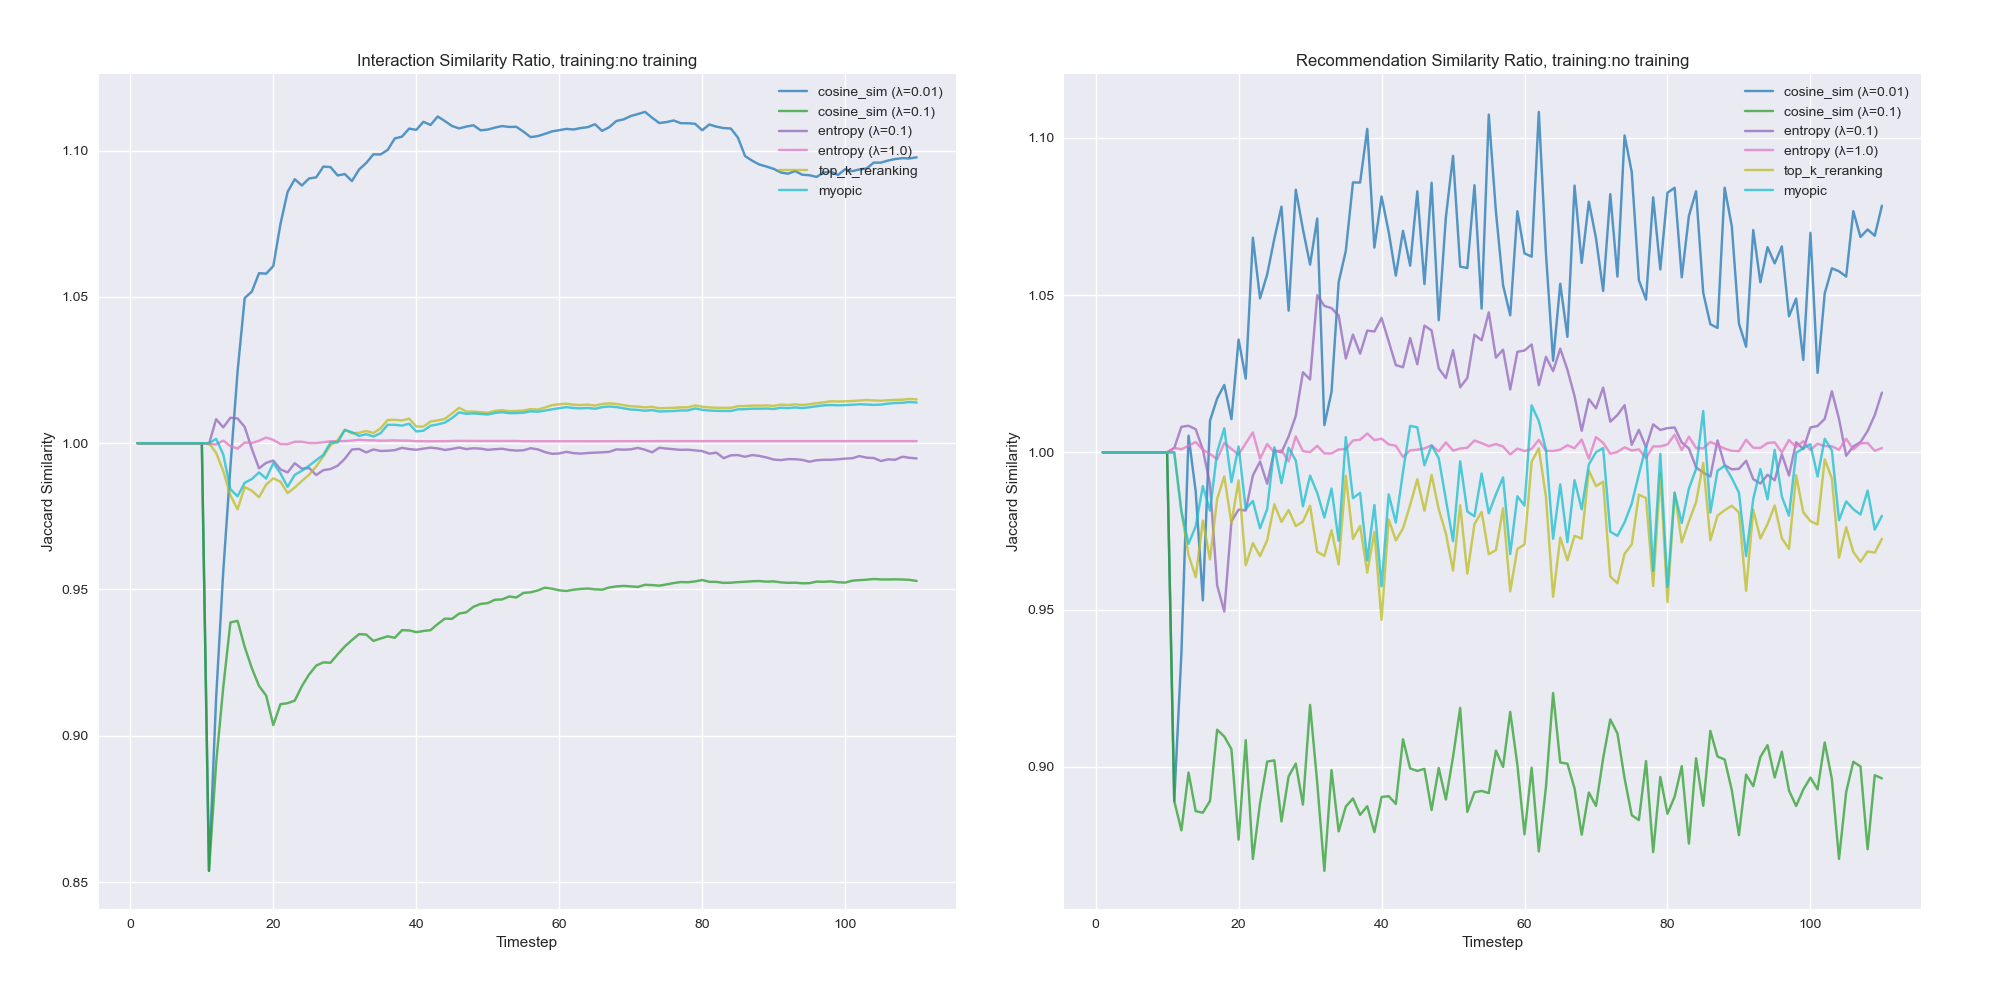 Interaction Similarity Ratio, training:no training
cosine_sim (λ=0.01)
cosine_sim (λ=0.1)
entropy (λ=0.1)
entropy (λ=1.0)
top_k_reranking
myopic
Jaccard Similarity
1.10
1.05
1.00
0.95
0.90
0.85
0
20
40
60
80
100
Timestep
Recommendation Similarity Ratio, training:no training
cosine_sim (λ=0.01)
cosine_sim (λ=0.1)
entropy (λ=0.1)
entropy (λ=1.0)
top_k_reranking
myopic
Jaccard Similarity
1.10
1.05
1.00
0.95
0.90
0
20
40
60
80
100
Timestep